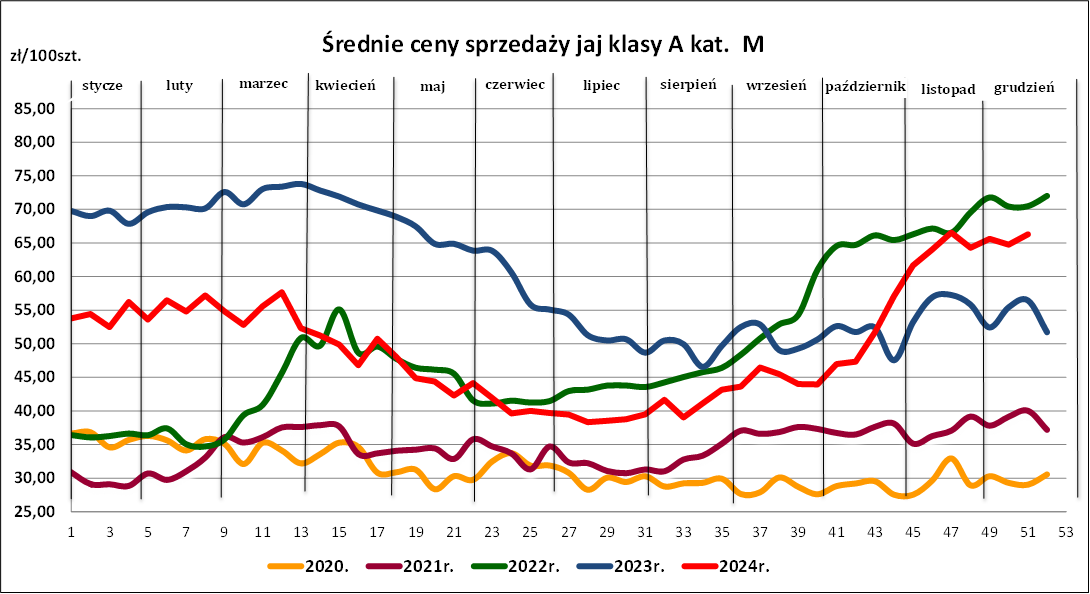 Średnie ceny sprzedaży jaj klasy A kat. M
zł/100szt.
stycze luty marzec kwiecień maj czerwiec lipiec sierpień wrzesień październik listopad grudzień
85,00
80,00
75,00
70,00
65,00
60,00
55,00
50,00
45,00
40,00
35,00
30,00
25,00
1 3 5 7 9 11 13 15 17 19 21 23 25 27 29 31 33 35 37 39 41 43 45 47 49 51 53
2020. 2021r. 2022r. 2023r. 2024r.